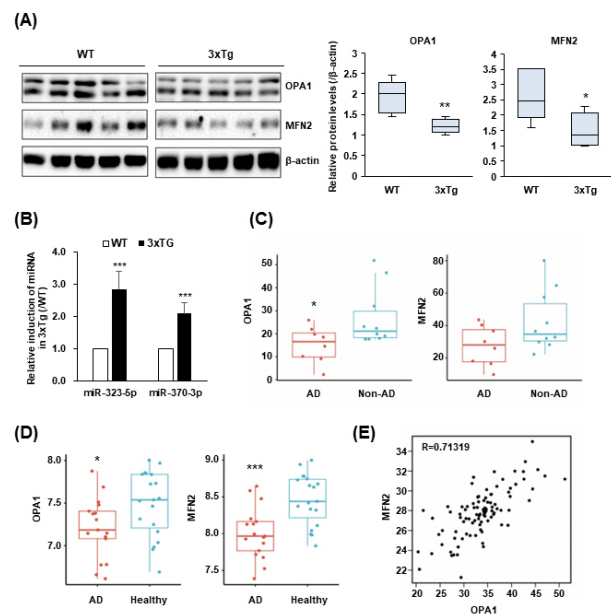 (A)
WT
3xTg
OPA1
MFN2
β-actin
OPA1
MFN2
Relative protein levels (/β-actin)
3
2.5
2
1.5
1
0.5
0
**
WT
3xTg
4
3.5
3
2.5
2
1.5
1
0.5
0
*
WT
3xTg
(B)
WT
3xTG
Relative induction of miRNA
in 3xTg (/WT)
4.0
3.0
2.0
1.0
0.0
***
***
miR-323-5p
miR-370-3p
(C)
OPA1
50
40
30
20
10
0
*
AD
Non-AD
MFN2
80
60
40
20
AD
Non-AD
(D)
OPA1
8.0
7.5
7.0
*
AD
Healthy
MFN2
9.0
8.5
8.0
7.5
***
AD
Healthy
(E)
R=0.71319
MFN2
34
32
30
28
26
24
22
20 25 30 35 40 45 50
OPA1